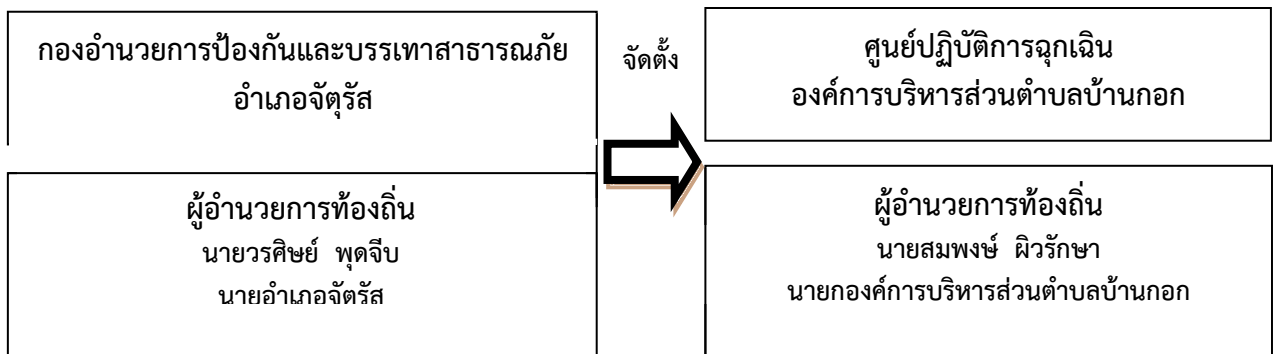 กองอำนวยการป้องกันและบรรเทาสาธารณภัย
อำเภอจัตุรัส
จัดตั้ง
ศูนย์ปฏิบัติการฉุกเฉิน
องค์การบริหารส่วนตำบลบ้านกอก
ผู้อำนวยการท้องถิ่น
นายวรศิษย์ พุดจีบ
นายอำเภอจัตุรัส
ผู้อำนวยการท้องถิ่น
นายสมพงษ์ ผิวรักษา
นายกองค์การบริหารส่วนตำบลบ้านกอก